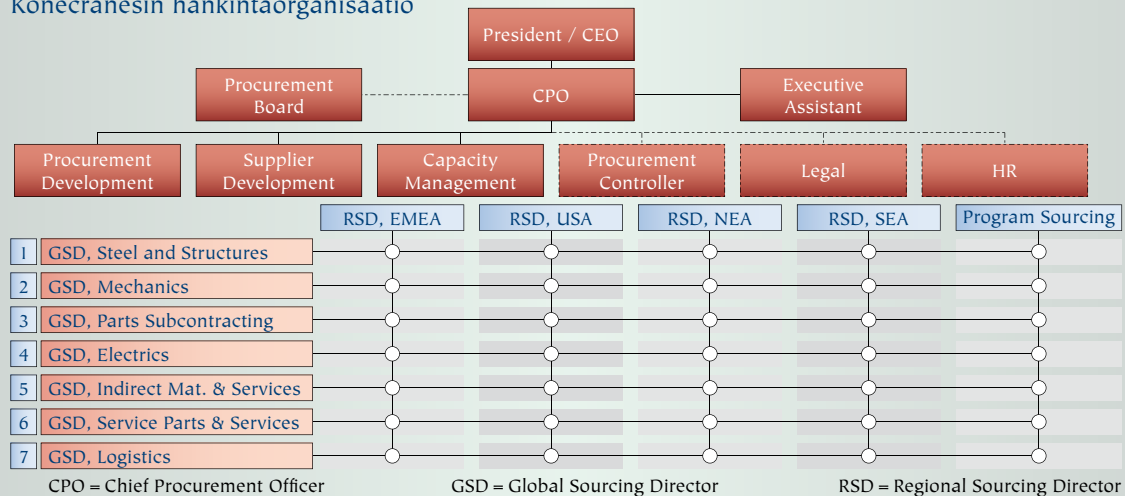 Konecranesin hankintaorganisaatio
President / CEO
Procurement
Board
CPO
Executive
Assistant
Procurement
Development
Supplier
Development
Capacity
Management
Procurement
Controller
Legal
HR
RSD, EMEA
RSD, USA
RSD, NEA
RSD, SEA
Program Sourcing
1 GSD, Steel and Structures
2 GSD, Mechanics
3 GSD, Parts Subcontracting
4 GSD, Electrics
5 GSD, Indirect Mat. & Services
6 GSD, Service Parts & Services
7 GSD, Logistics
CPO = Chief Procurement Officer
GSD = Global Sourcing Director
RSD = Regional Sourcing Director